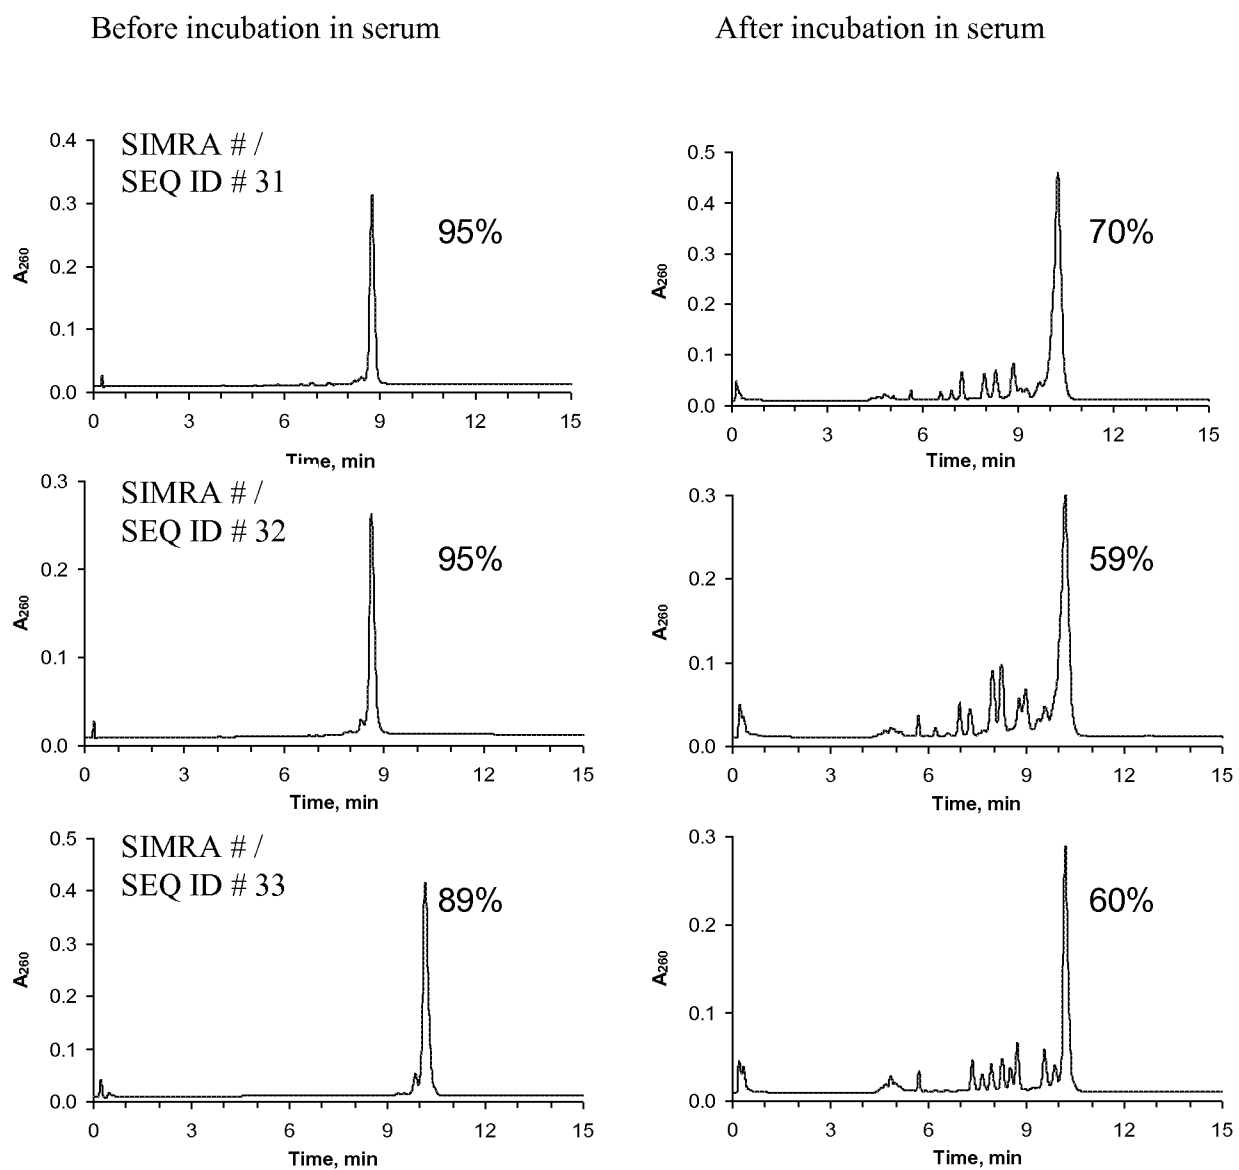 Before incubation in serum
After incubation in serum
SIMRA # /
SEQ ID # 31
95%
A260
0.4
0.3
0.2
0.1
0.0
0 3 6 9 12 15
Time, min
70%
A260
0.5
0.4
0.3
0.2
0.1
0.0
0 3 6 9 12 15
Time, min
SIMRA # /
SEQ ID # 32
95%
A260
0.3
0.2
0.1
0.0
0 3 6 9 12 15
Time, min
59%
A260
0.3
0.2
0.1
0.0
0 3 6 9 12 15
Time, min
SIMRA # /
SEQ ID # 33
89%
A260
0.5
0.4
0.3
0.2
0.1
0.0
0 3 6 9 12 15
Time, min
60%
A260
0.3
0.2
0.1
0.0
0 3 6 9 12 15
Time, min